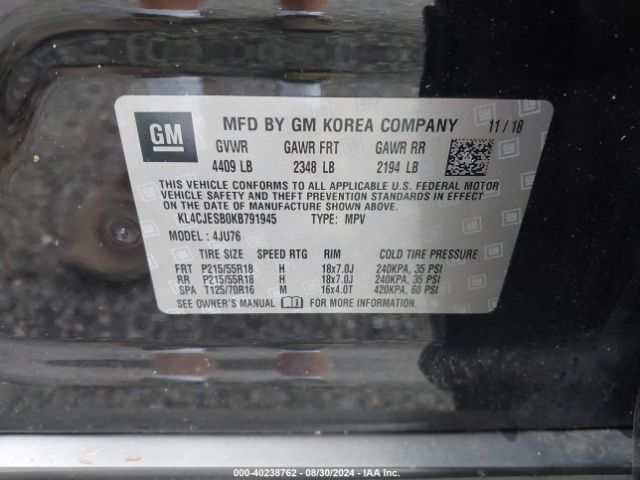 GM MFD BY GM KOREA COMPANY 11/18
GVWR GAWR FRT GAWR RR
4409 LB 2348 LB 2194 LB
THIS VEHICLE CONFORMS TO ALL APPLICABLE U.S. FEDERAL MOTOR
VEHICLE SAFETY AND THEFT PREVENTION STANDARDS IN EFFECT
ON THE DATE OF MANUFACTURE SHOWN ABOVE.
KL4CJESB0KB791945 TYPE: MPV
MODEL: 4JU76
TIRE SIZE SPEED RTG RIM COLD TIRE PRESSURE
FRT P215/55R18 H 18x7.0J 240KPA, 35 PSI
RR P215/55R18 H 18x7.0J 240KPA, 35 PSI
SPA T125/70R16 M 16x4.0T 420KPA, 60 PSI
SEE OWNER'S MANUAL FOR MORE INFORMATION
000-40238762 - 08/30/2024 - IAA Inc.